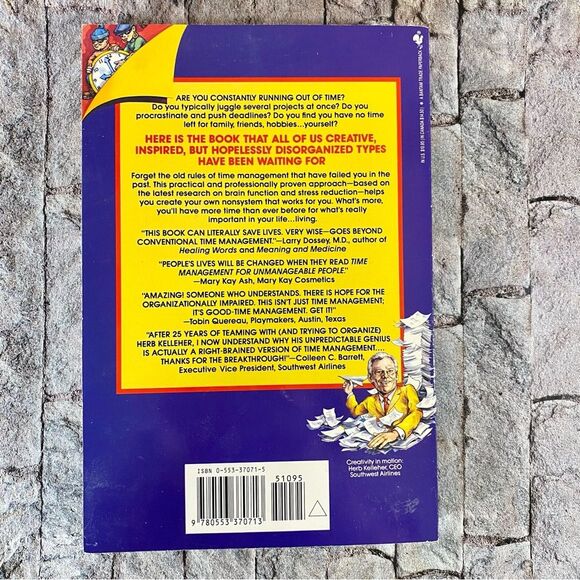 ARE YOU CONSTANTLY RUNNING OUT OF TIME?
Do you typically juggle several projects at once? Do you
procrastinate and push deadlines? Do you find you have no time
left for family, friends, hobbies...yourself?
HERE IS THE BOOK THAT ALL OF US CREATIVE,
INSPIRED, BUT HOPELESSLY DISORGANIZED TYPES
HAVE BEEN WAITING FOR
Forget the old rules of time management that have failed you in the
past. This practical and professionally proven approach—based on
the latest research on brain function and stress reduction—helps
you create your own nonsystem that works for you. What's more,
you'll have more time than ever before for what's really
important in your life...living.
"THIS BOOK CAN LITERALLY SAVE LIVES. VERY WISE—GOES BEYOND
CONVENTIONAL TIME MANAGEMENT."—Larry Dossey, M.D., author of
Healing Words and Meaning and Medicine
"PEOPLE'S LIVES WILL BE CHANGED WHEN THEY READ TIME
MANAGEMENT FOR UNMANAGEABLE PEOPLE."
—Mary Kay Ash, Mary Kay Cosmetics
"AMAZING! SOMEONE WHO UNDERSTANDS. THERE IS HOPE FOR THE
ORGANIZATIONALLY IMPAIRED. THIS ISN'T JUST TIME MANAGEMENT;
IT'S GOOD-TIME MANAGEMENT. GET IT!"
—Tobin Quereau, Playmakers, Austin, Texas
"AFTER 25 YEARS OF TEAMING WITH (AND TRYING TO ORGANIZE)
HERB KELLEHER, I NOW UNDERSTAND WHY HIS UNPREDICTABLE GENIUS
IS ACTUALLY A RIGHT-BRAINED VERSION OF TIME MANAGEMENT....
THANKS FOR THE BREAKTHROUGH!"—Colleen C. Barrett,
Executive Vice President, Southwest Airlines
Creativity in motion:
Herb Kelleher, CEO
Southwest Airlines
ISBN 0-553-37071-5
51095
9 780553 370713
A BANTAM TRADE PAPERBACK